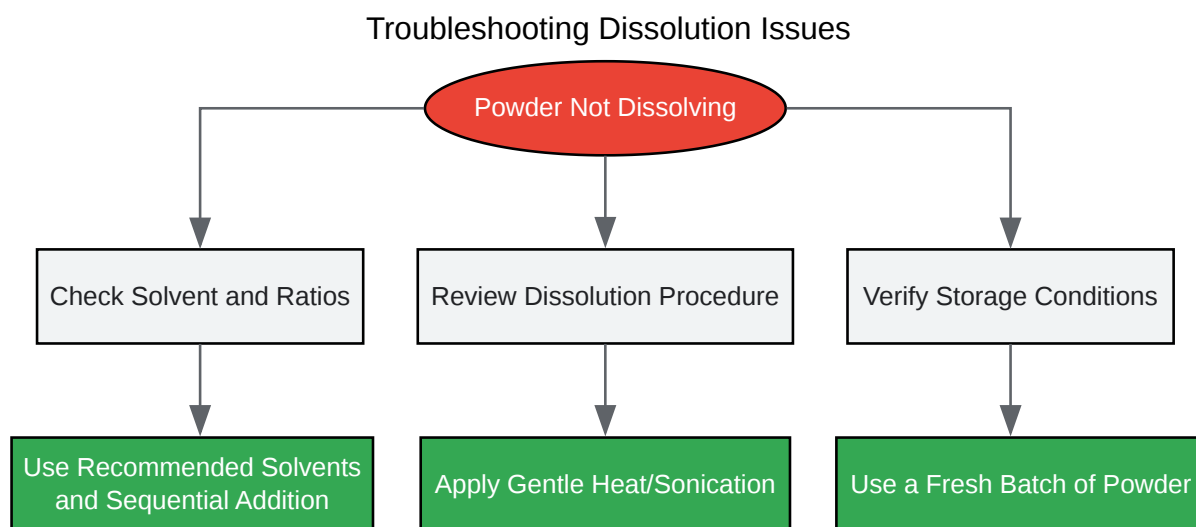 Troubleshooting Dissolution Issues
Powder Not Dissolving
Check Solvent and Ratios
Review Dissolution Procedure
Verify Storage Conditions
Use Recommended Solvents
and Sequential Addition
Apply Gentle Heat/Sonication
Use a Fresh Batch of Powder